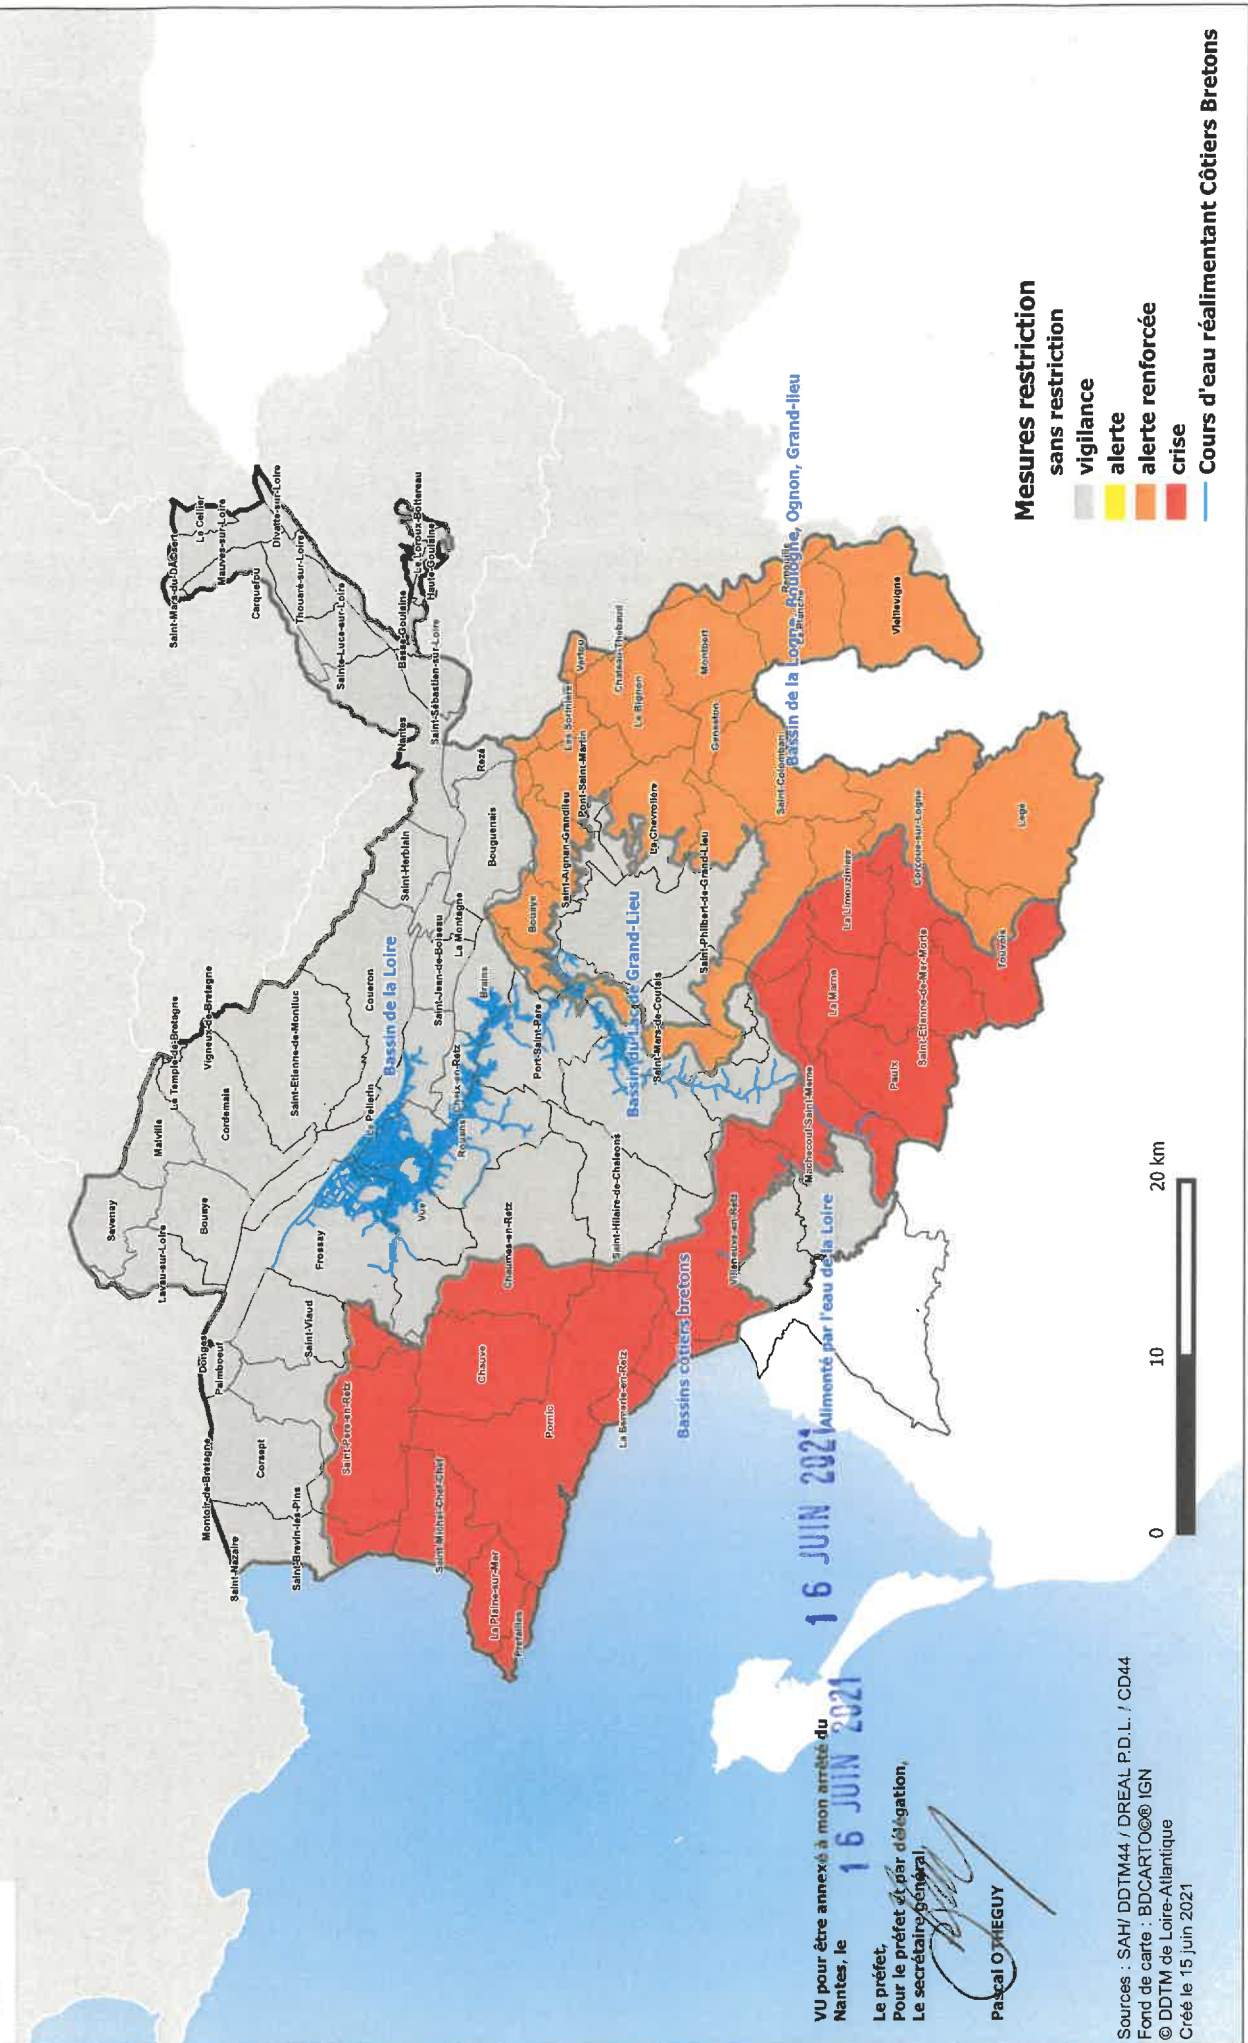 Saint-Mars-du-Désert
Le Cellier
Mauves-sur-Loire
Carquefou
Divatte-sur-Loire
Thouaré-sur-Loire
Sainte-Luce-sur-Loire
Basse-Goulaine
Le Loroux-Bottereau
Haute-Goulaine
Saint-Sébastien-sur-Loire
Nantes
Rezé
Bouguenais
Saint-Herblain
La Montagne
Saint-Jean-de-Boiseau
Couëron
Bassin de la Loire
Saint-Etienne-de-Montluc
Vigneux-de-Bretagne
Le Temple-de-Bretagne
Malville
Cordemais
Savenay
Bouaye
Lavau-sur-Loire
Le Pellerin
Brains
Cheix-en-Retz
Rouans
Vue
Frossay
Port-Saint-Père
Saint-Viaud
Paimboeuf
Donges
Montoir-de-Bretagne
Corsept
Saint-Nazaire
Saint-Brevin-les-Pins
Saint-Père-en-Retz
Chaumes-en-Retz
Chauvé
Saint-Michel-Chef-Chef
La Plaine-sur-Mer
Préfailles
Pornic
La Bernerie-en-Retz
Saint-Hilaire-de-Chaléons
Villeneuve-en-Retz
Machecoul-Saint-Même
Bassins cotiers bretons
Alimenté par l'eau de la Loire
Bouaye
Saint-Aignan-Grandlieu
Pont-Saint-Martin
Les Sorinières
Vertou
Château-Thébaud
Le Bignon
Montbert
Geneston
La Chevrolière
Saint-Philbert-de-Grand-Lieu
Bassin du Lac de Grand-Lieu
Saint-Mars-de-Coutais
Saint-Colomban
Remouillé
La Planche
Vieillevigne
Bassin de la Logne, Boulogne, Ognon, Grand-lieu
La Limouzinière
Corcoué-sur-Logne
Legé
Touvois
La Marne
Saint-Etienne-de-Mer-Morte
Paulx
Mesures restriction
sans restriction
vigilance
alerte
alerte renforcée
crise
Cours d'eau réalimentant Côtiers Bretons
0 10 20 km
VU pour être annexé à mon arrêté du 16 JUIN 2021
Nantes, le 16 JUIN 2021
Le préfet,
Pour le préfet et par délégation,
Le secrétaire général,
Pascal OTHEGUY
Sources : SAH/ DDTM44 / DREAL P.D.L. / CD44
Fond de carte : BDCARTO©® IGN
© DDTM de Loire-Atlantique
Créé le 15 juin 2021